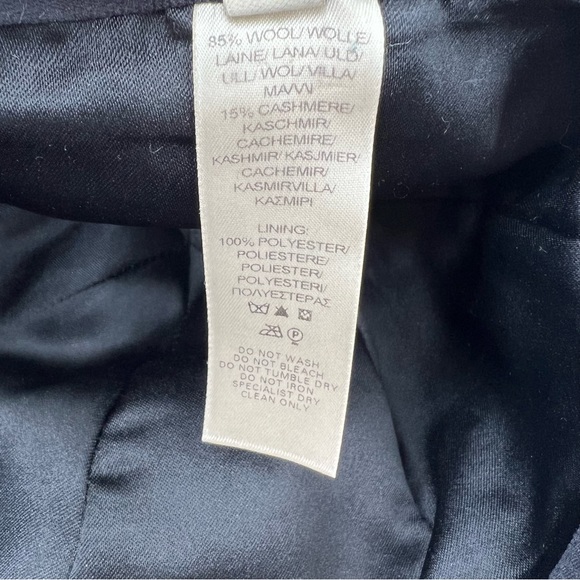 85% WOOL/ WOLLE/
LAINE/ LANA/ ULD/
ULL/ WOL/ VILLA/
ΜΑΛΛΙ
15% CASHMERE/
KASCHMIR/
CACHEMIRE/
KASHMIR/ KASJMIER/
CACHEMIR/
KASMIRVILLA/
ΚΑΣΜΙΡΙ
LINING:
100% POLYESTER/
POLIESTERE/
POLIESTER/
POLYESTERI/
ΠΟΛΥΕΣΤΕΡΑΣ
P
DO NOT WASH
DO NOT BLEACH
DO NOT TUMBLE DRY
DO NOT IRON
SPECIALIST DRY
CLEAN ONLY